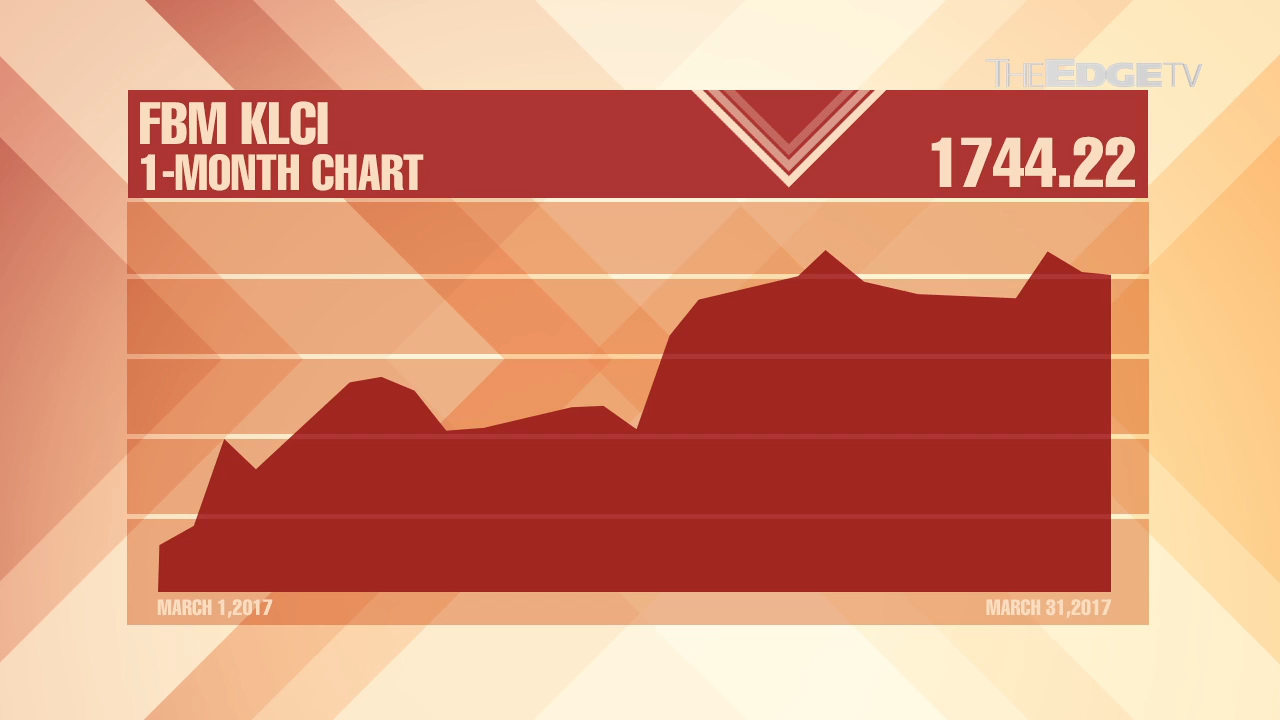 THEEDGETV
FBM KLCI
1-MONTH CHART
1744.22
MARCH 1,2017
MARCH 31,2017